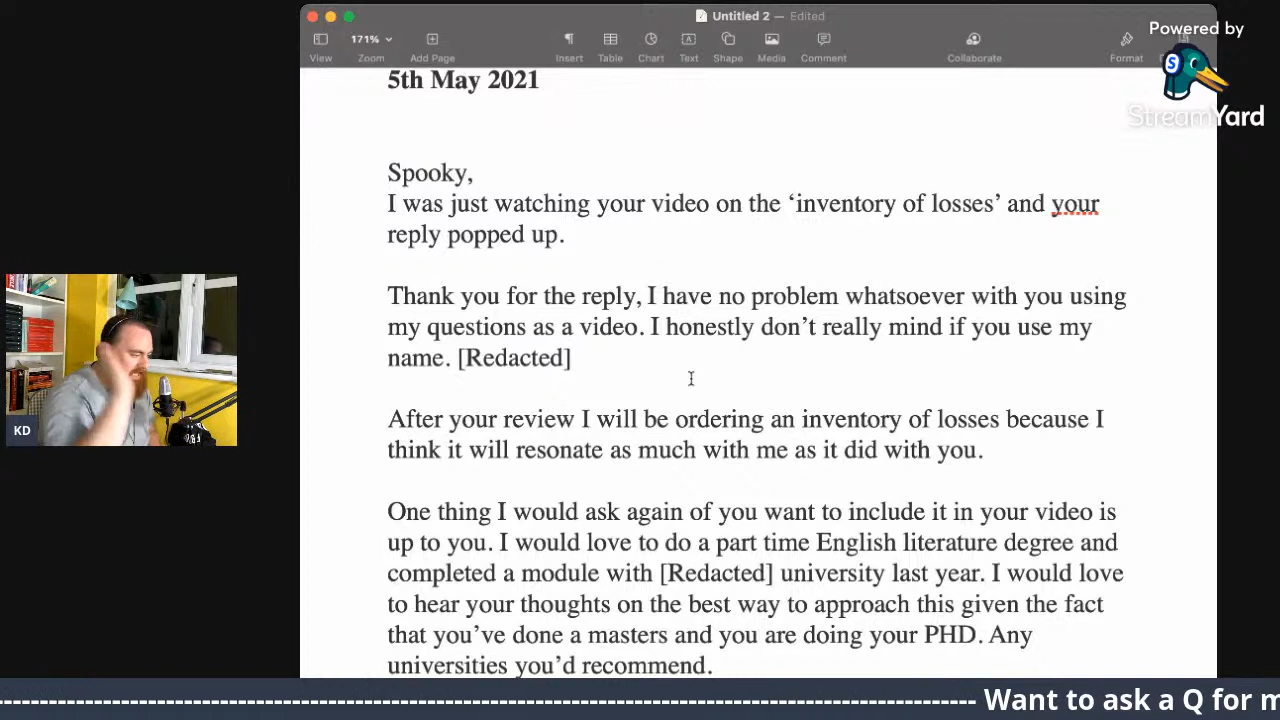 Untitled 2 — Edited
171%
View Zoom Add Page Insert Table Chart Text Shape Media Comment Collaborate Format
Powered by
StreamYard
5th May 2021
Spooky,
I was just watching your video on the ‘inventory of losses’ and your
reply popped up.
Thank you for the reply, I have no problem whatsoever with you using
my questions as a video. I honestly don’t really mind if you use my
name. [Redacted]
After your review I will be ordering an inventory of losses because I
think it will resonate as much with me as it did with you.
One thing I would ask again of you want to include it in your video is
up to you. I would love to do a part time English literature degree and
completed a module with [Redacted] university last year. I would love
to hear your thoughts on the best way to approach this given the fact
that you’ve done a masters and you are doing your PHD. Any
universities you’d recommend.
KD
Want to ask a Q for m